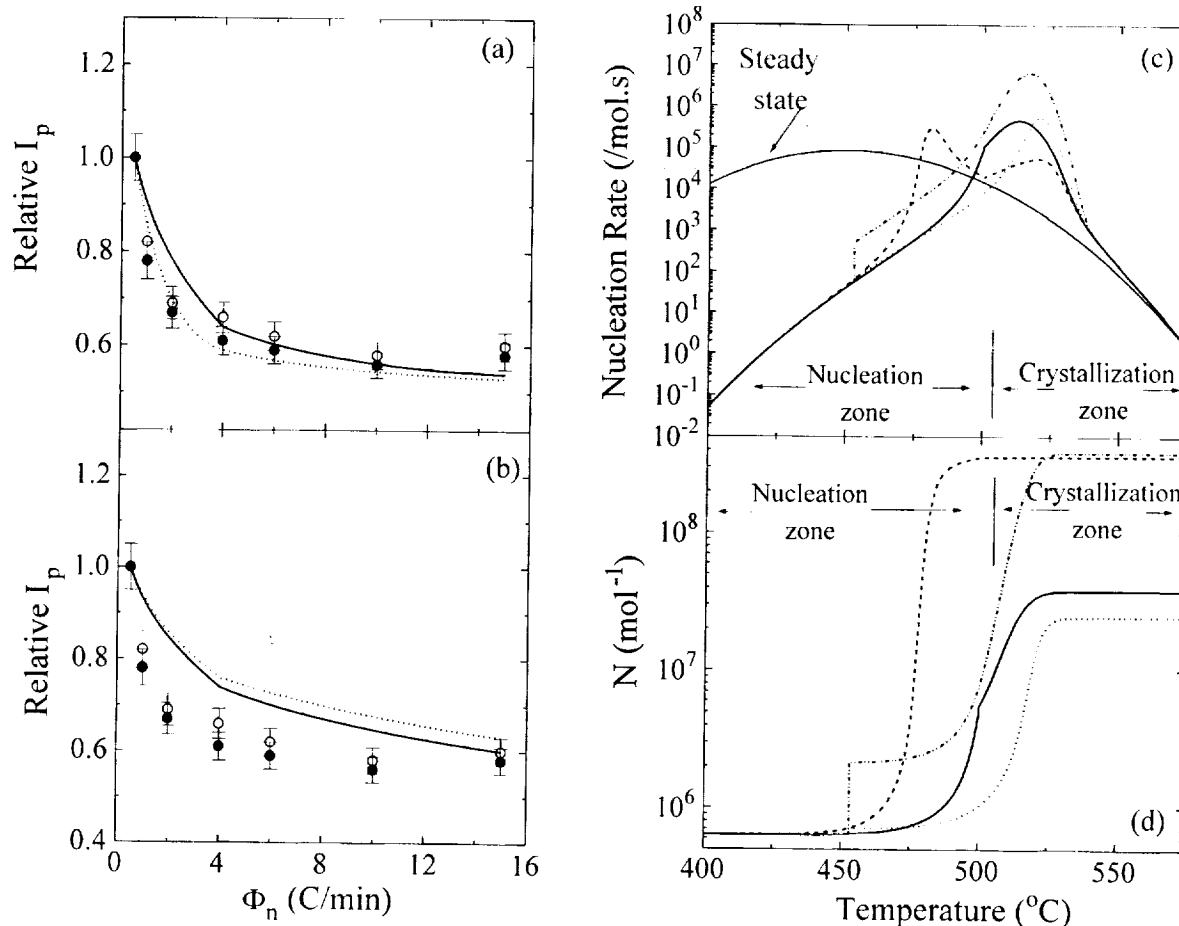 (a)
1.2
1.0
0.8
0.6
Relative I_p
(b)
1.2
1.0
0.8
0.6
0.4
Relative I_p
0 4 8 12 16
Φ_n (C/min)
(c)
10^8
10^7
10^6
10^5
10^4
10^3
10^2
10^1
10^0
10^-1
10^-2
Nucleation Rate (/mol.s)
Steady
state
Nucleation
zone
Crystallization
zone
Nucleation
zone
Crystallization
zone
10^8
10^7
10^6
N (mol^-1)
(d)
400 450 500 550
Temperature (°C)